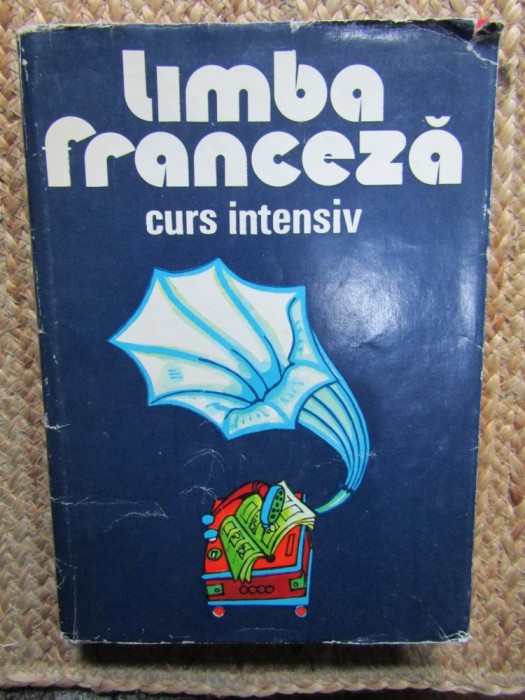 limba
franceză
curs intensiv